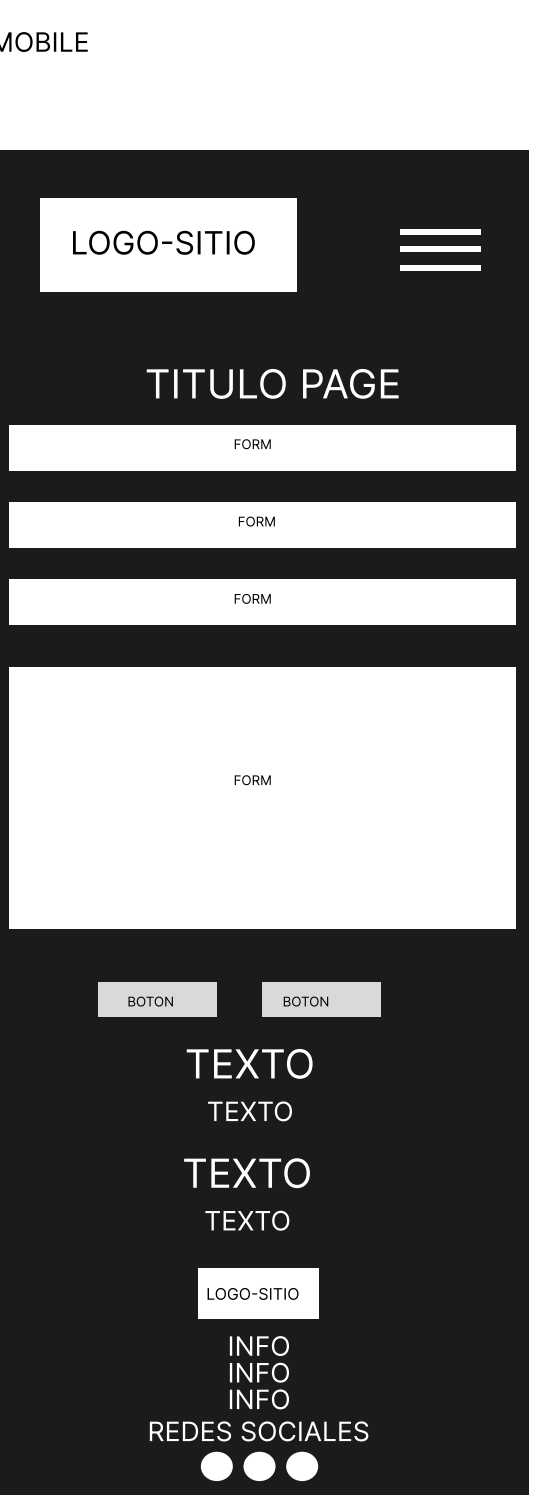 MOBILE
LOGO-SITIO
TITULO PAGE
FORM
FORM
FORM
FORM
BOTON BOTON
TEXTO
TEXTO
TEXTO
TEXTO
LOGO-SITIO
INFO
INFO
INFO
REDES SOCIALES